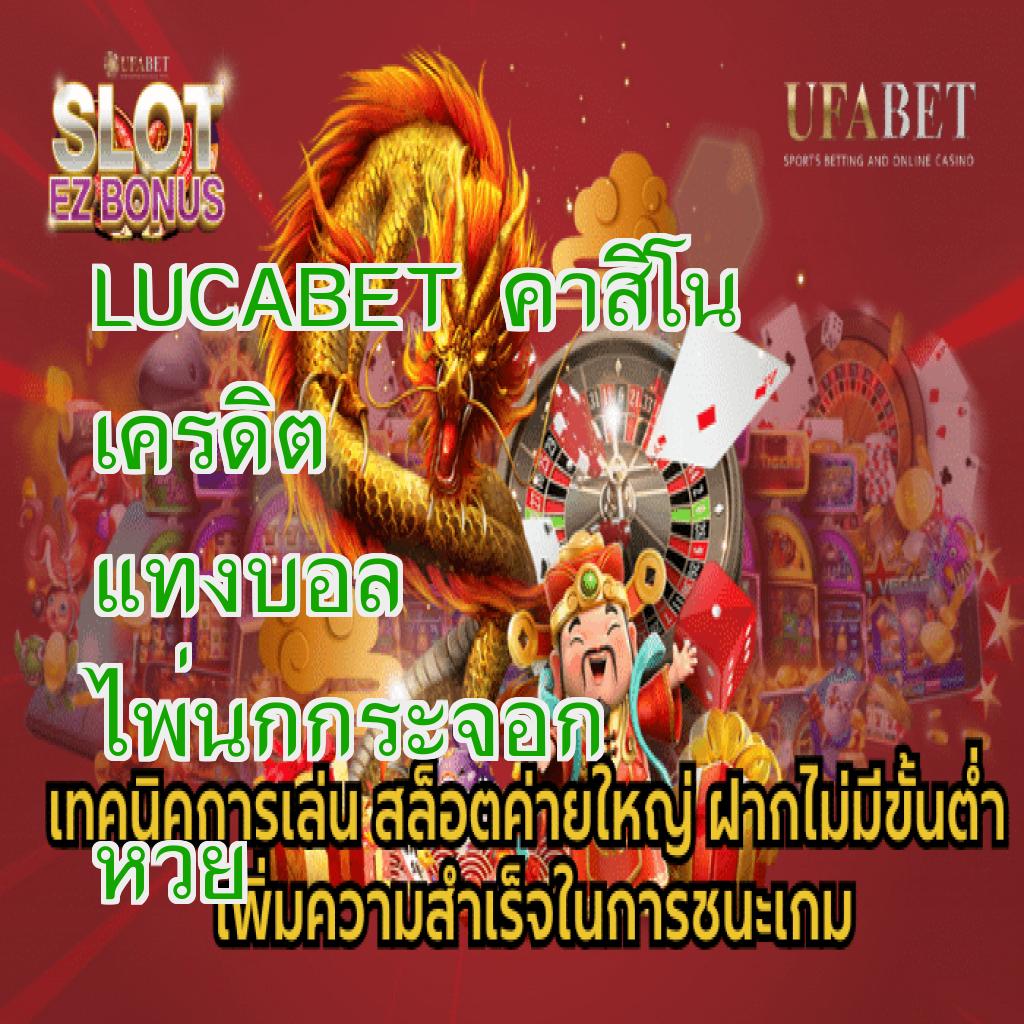 UFABET
SLOT
EZ BONUS
UFABET
SPORTS BETTING AND ONLINE CASINO
LUCABET คาสิโน
เครดิต
แทงบอล
ไพ่นกกระจอก
เทคนิคการเล่น สล็อตค่ายใหญ่ ฝากไม่มีขั้นต่ำ
หวย
เพิ่มความสำเร็จในการชนะเกม